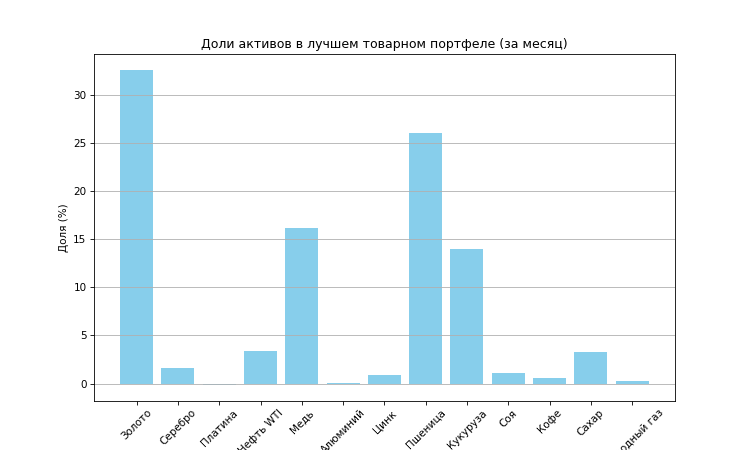 Доли активов в лучшем товарном портфеле (за месяц)
Доля (%)
30
25
20
15
10
5
0
Золото
Серебро
Платина
Нефть WTI
Медь
Алюминий
Цинк
Пшеница
Кукуруза
Соя
Кофе
Сахар
газ